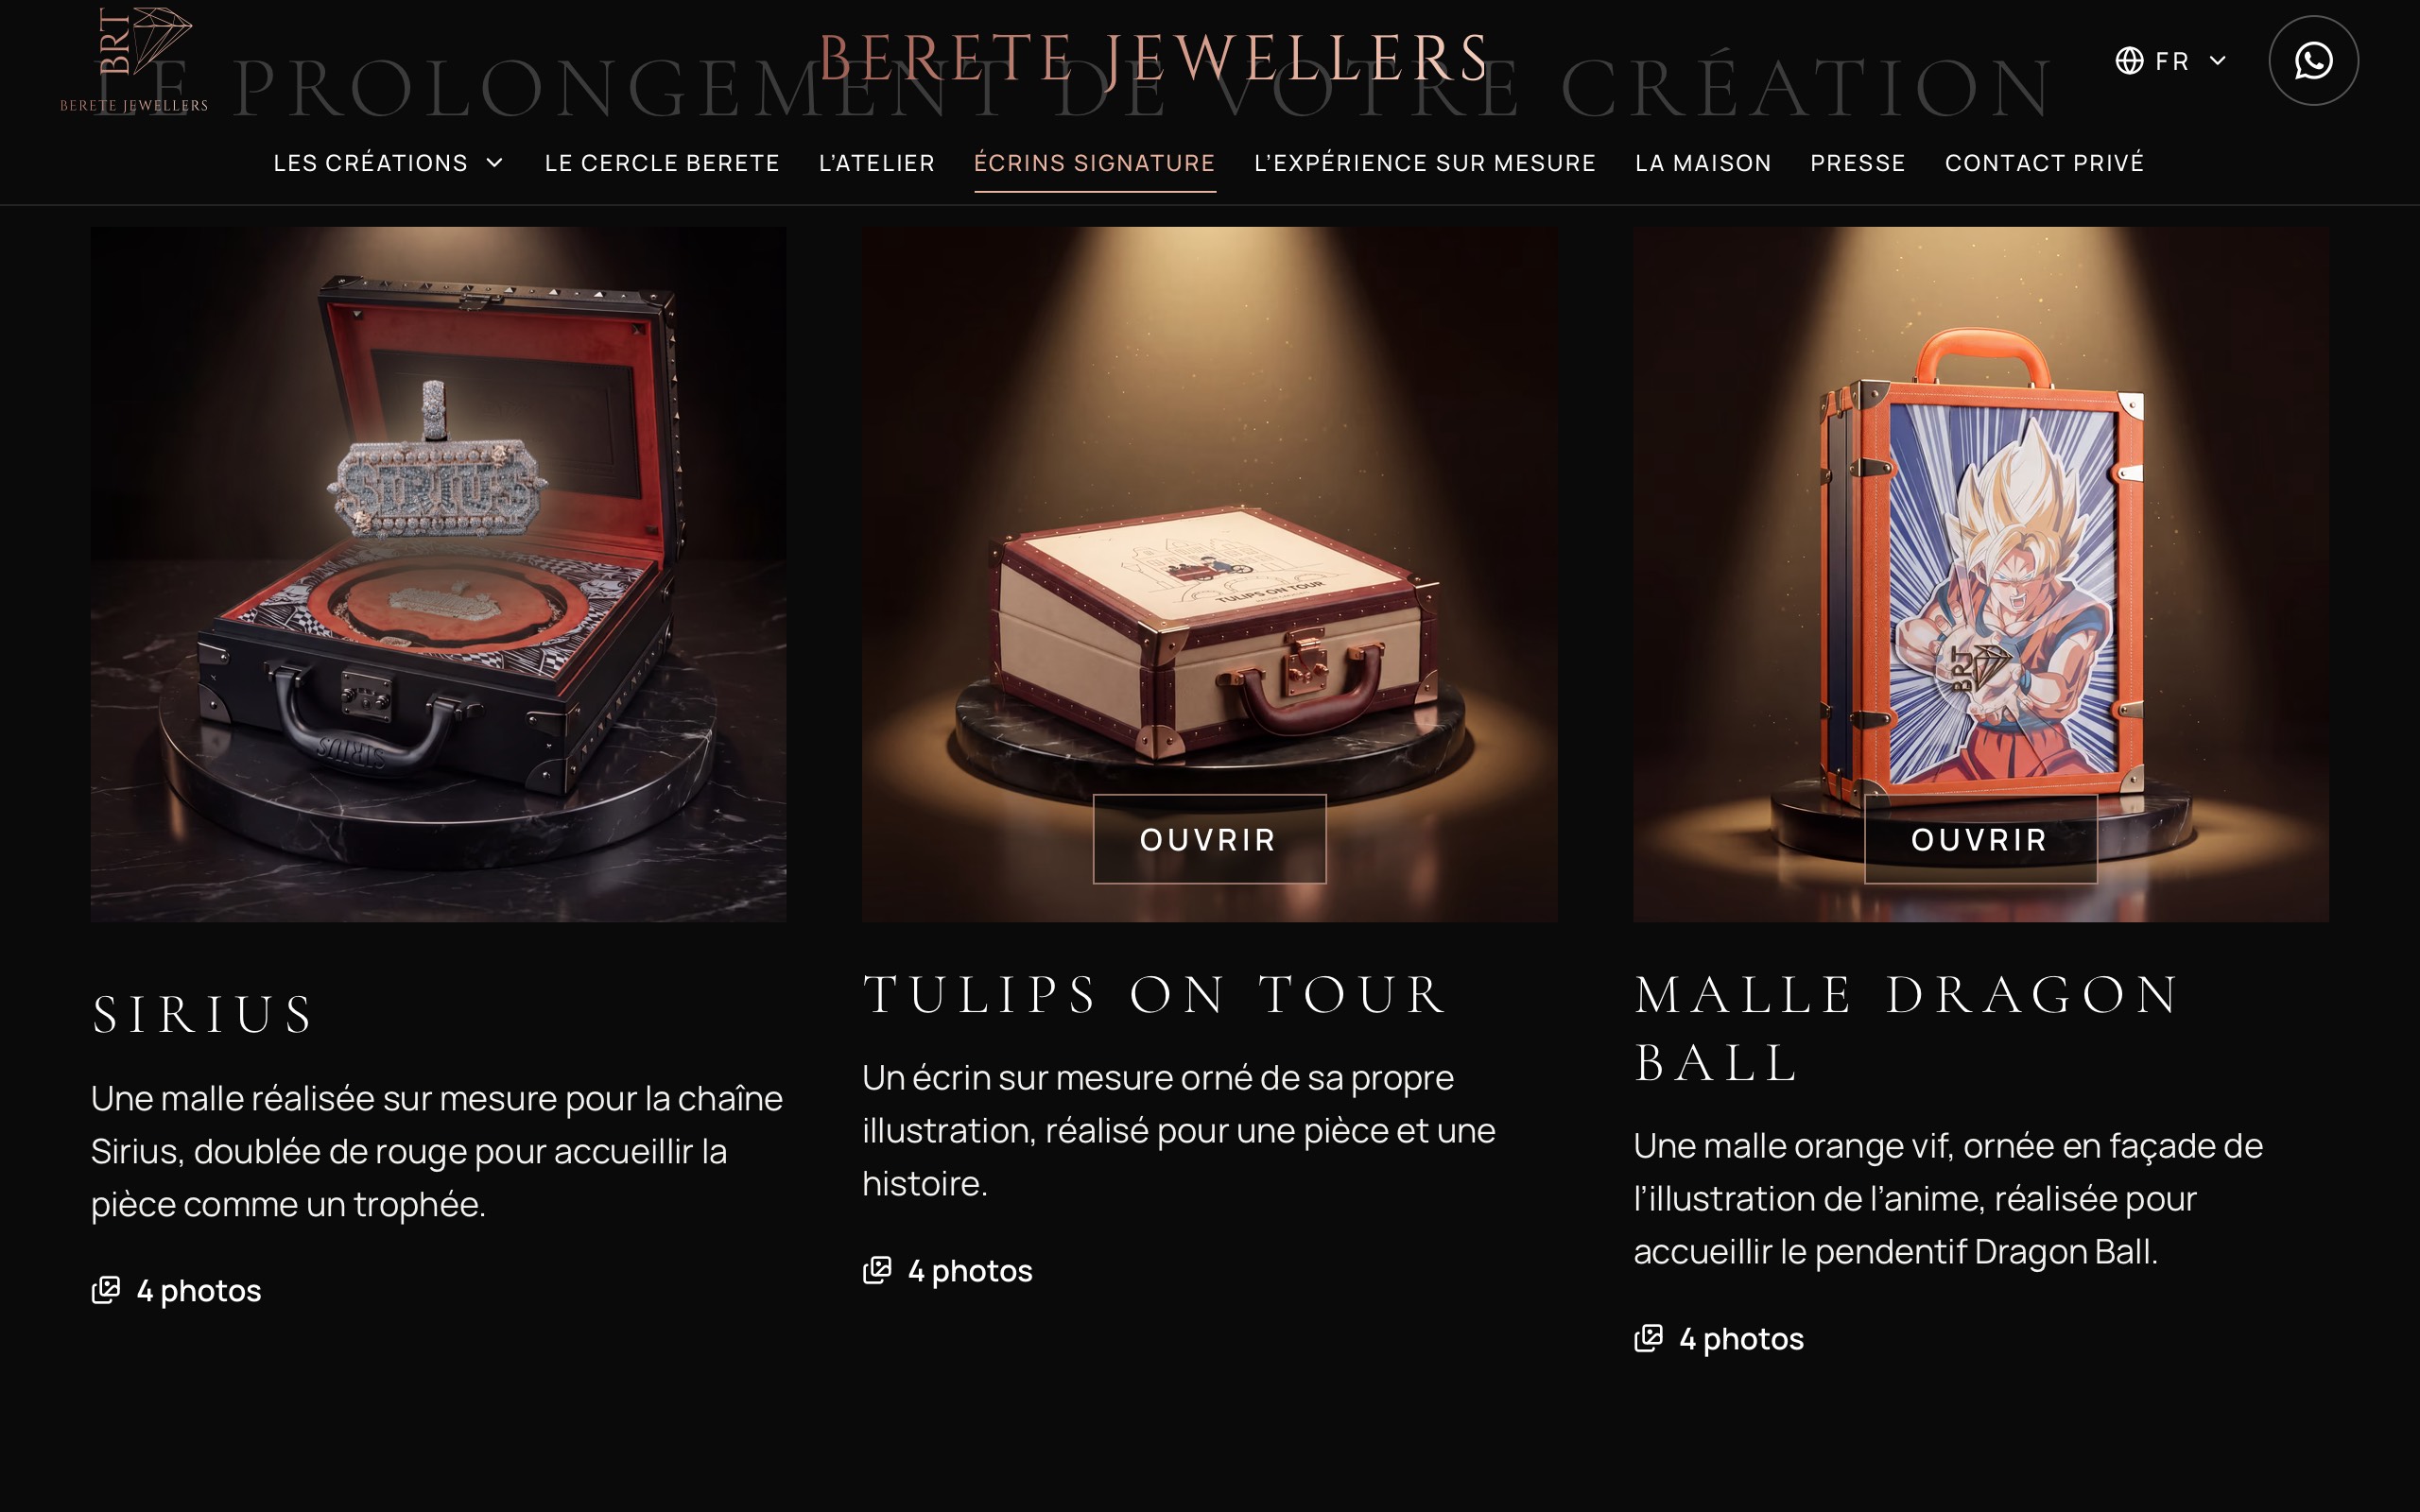 BRT
BERETE JEWELLERS
BERETE JEWELLERS
FR
LE PROLONGEMENT DE VOTRE CRÉATION
LES CRÉATIONS
LE CERCLE BERETE
L’ATELIER
ÉCRINS SIGNATURE
L’EXPÉRIENCE SUR MESURE
LA MAISON
PRESSE
CONTACT PRIVÉ
SIRIUS
SIRIUS
TULIPS ON TOUR
OUVRIR
BRT
OUVRIR
SIRIUS
Une malle réalisée sur mesure pour la chaîne
Sirius, doublée de rouge pour accueillir la
pièce comme un trophée.
4 photos
TULIPS ON TOUR
Un écrin sur mesure orné de sa propre
illustration, réalisé pour une pièce et une
histoire.
4 photos
MALLE DRAGON
BALL
Une malle orange vif, ornée en façade de
l’illustration de l’anime, réalisée pour
accueillir le pendentif Dragon Ball.
4 photos